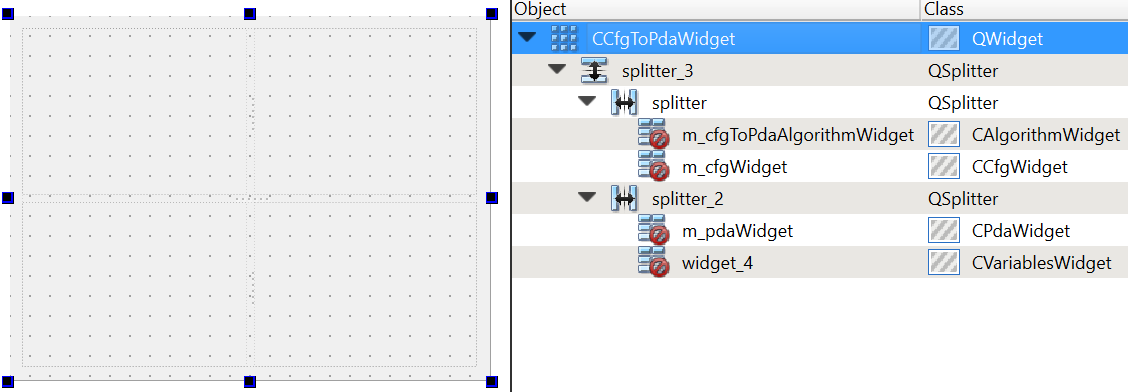 Object Class
CCfgToPdaWidget QWidget
splitter_3 QSplitter
splitter QSplitter
m_cfgToPdaAlgorithmWidget CAlgorithmWidget
m_cfgWidget CCfgWidget
splitter_2 QSplitter
m_pdaWidget CPdaWidget
widget_4 CVariablesWidget